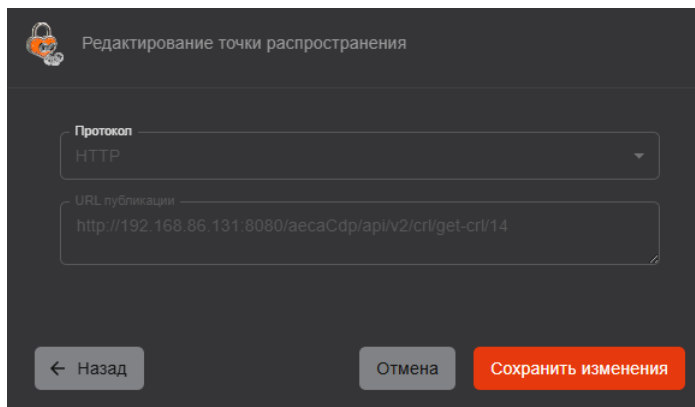 Редактирование точки распространения
Протокол
HTTP
URL публикации
http://192.168.86.131:8080/aecaCdp/api/v2/crl/get-crl/14
Назад
Отмена
Сохранить изменения